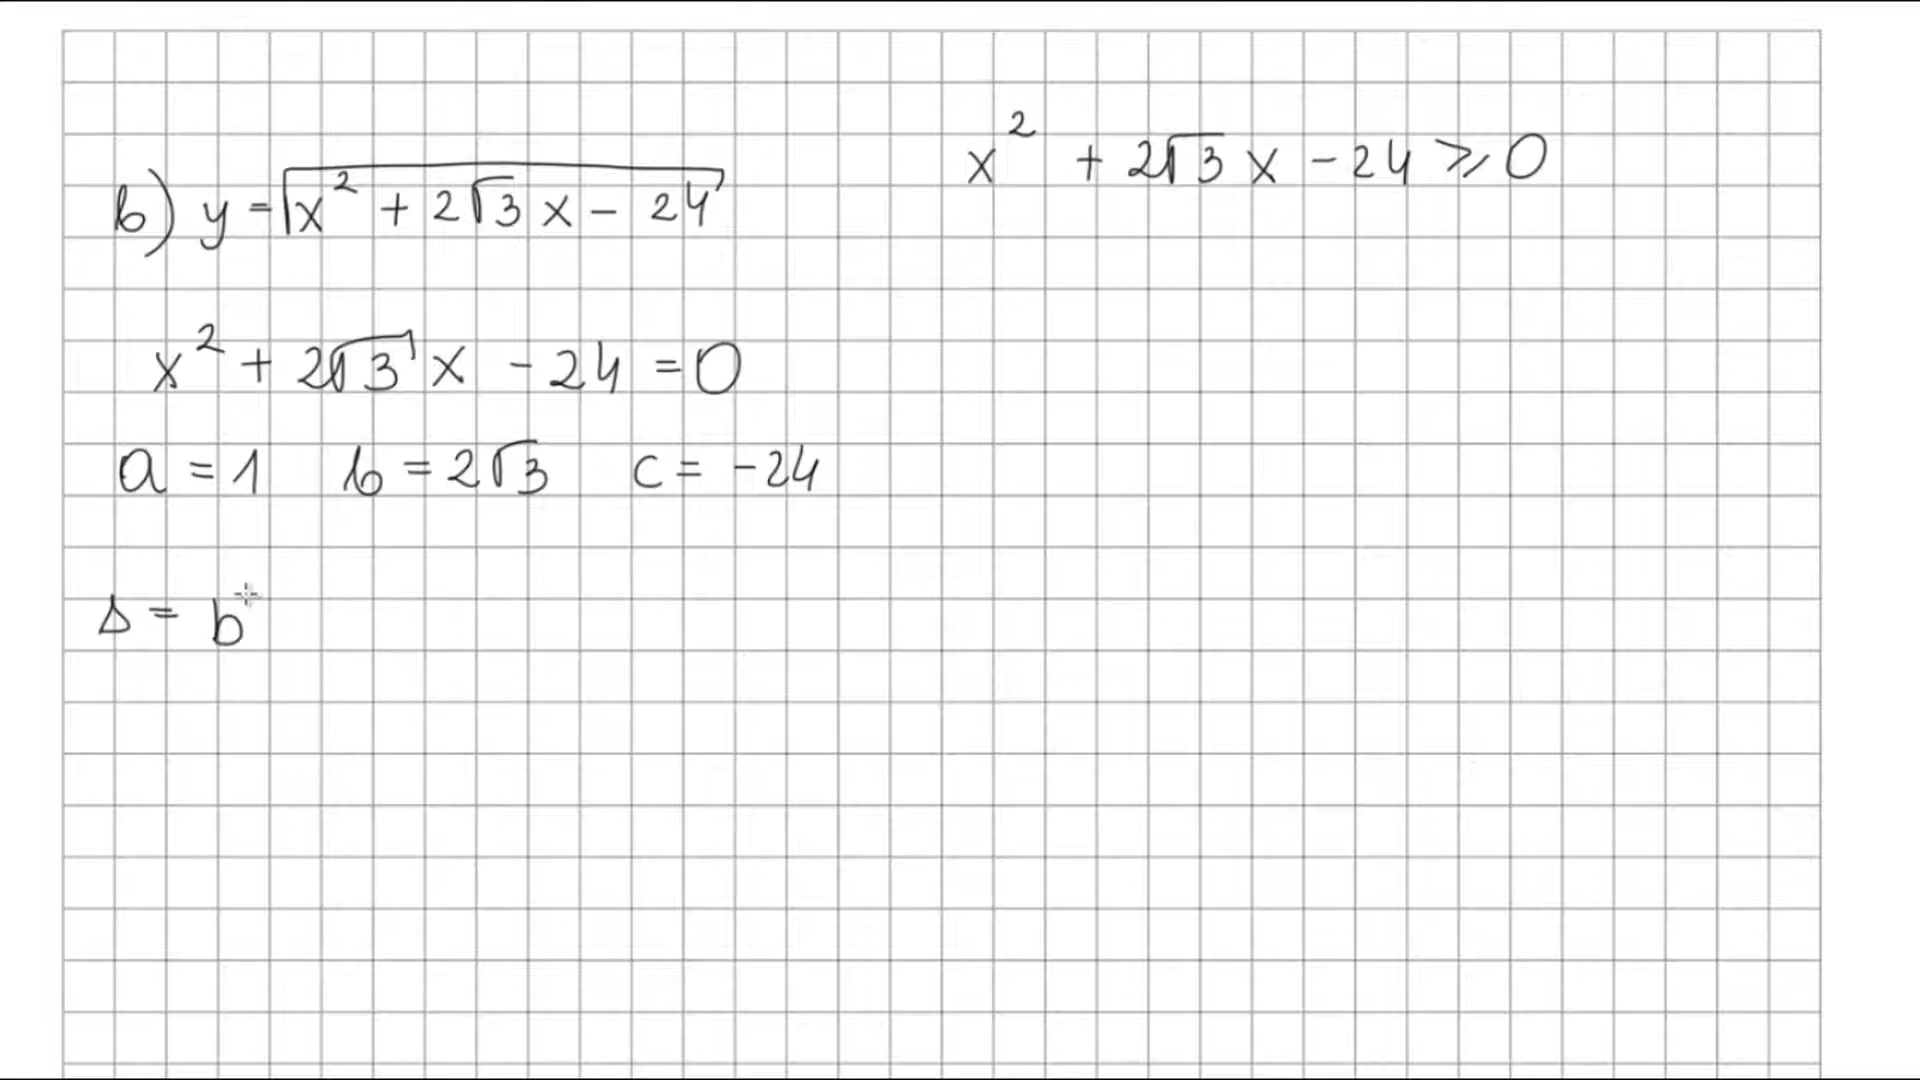 b) y = √(x² + 2√3 x - 24)
x² + 2√3 x - 24 ⩾ 0
x² + 2√3 x - 24 = 0
a = 1 b = 2√3 c = -24
Δ = b